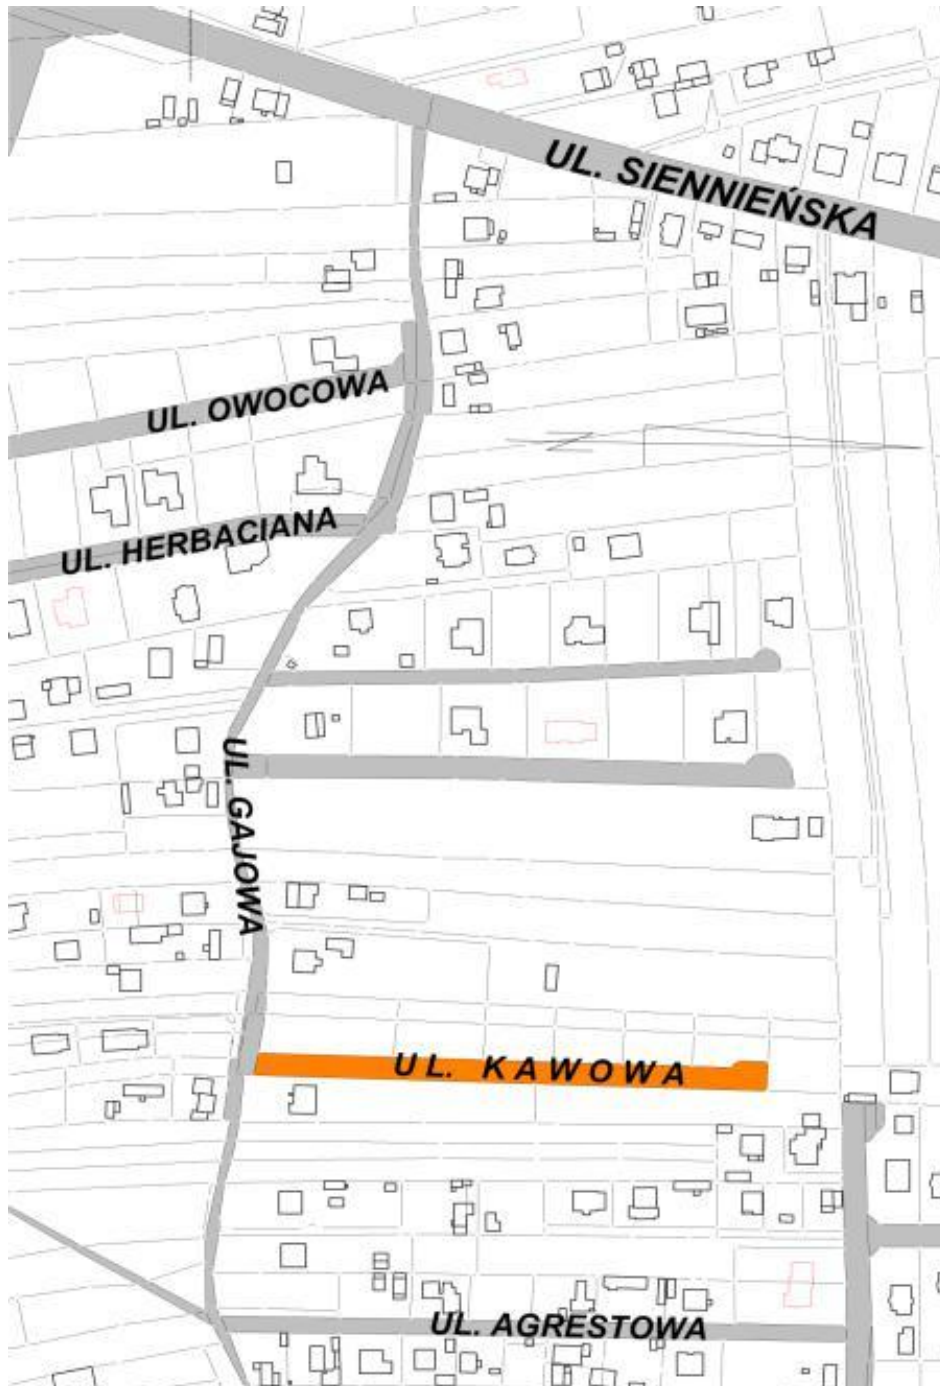 UL. SIENNIEŃSKA
UL. OWOCOWA
UL. HERBACIANA
UL. GAJOWA
UL. KAWOWA
UL. AGRESTOWA